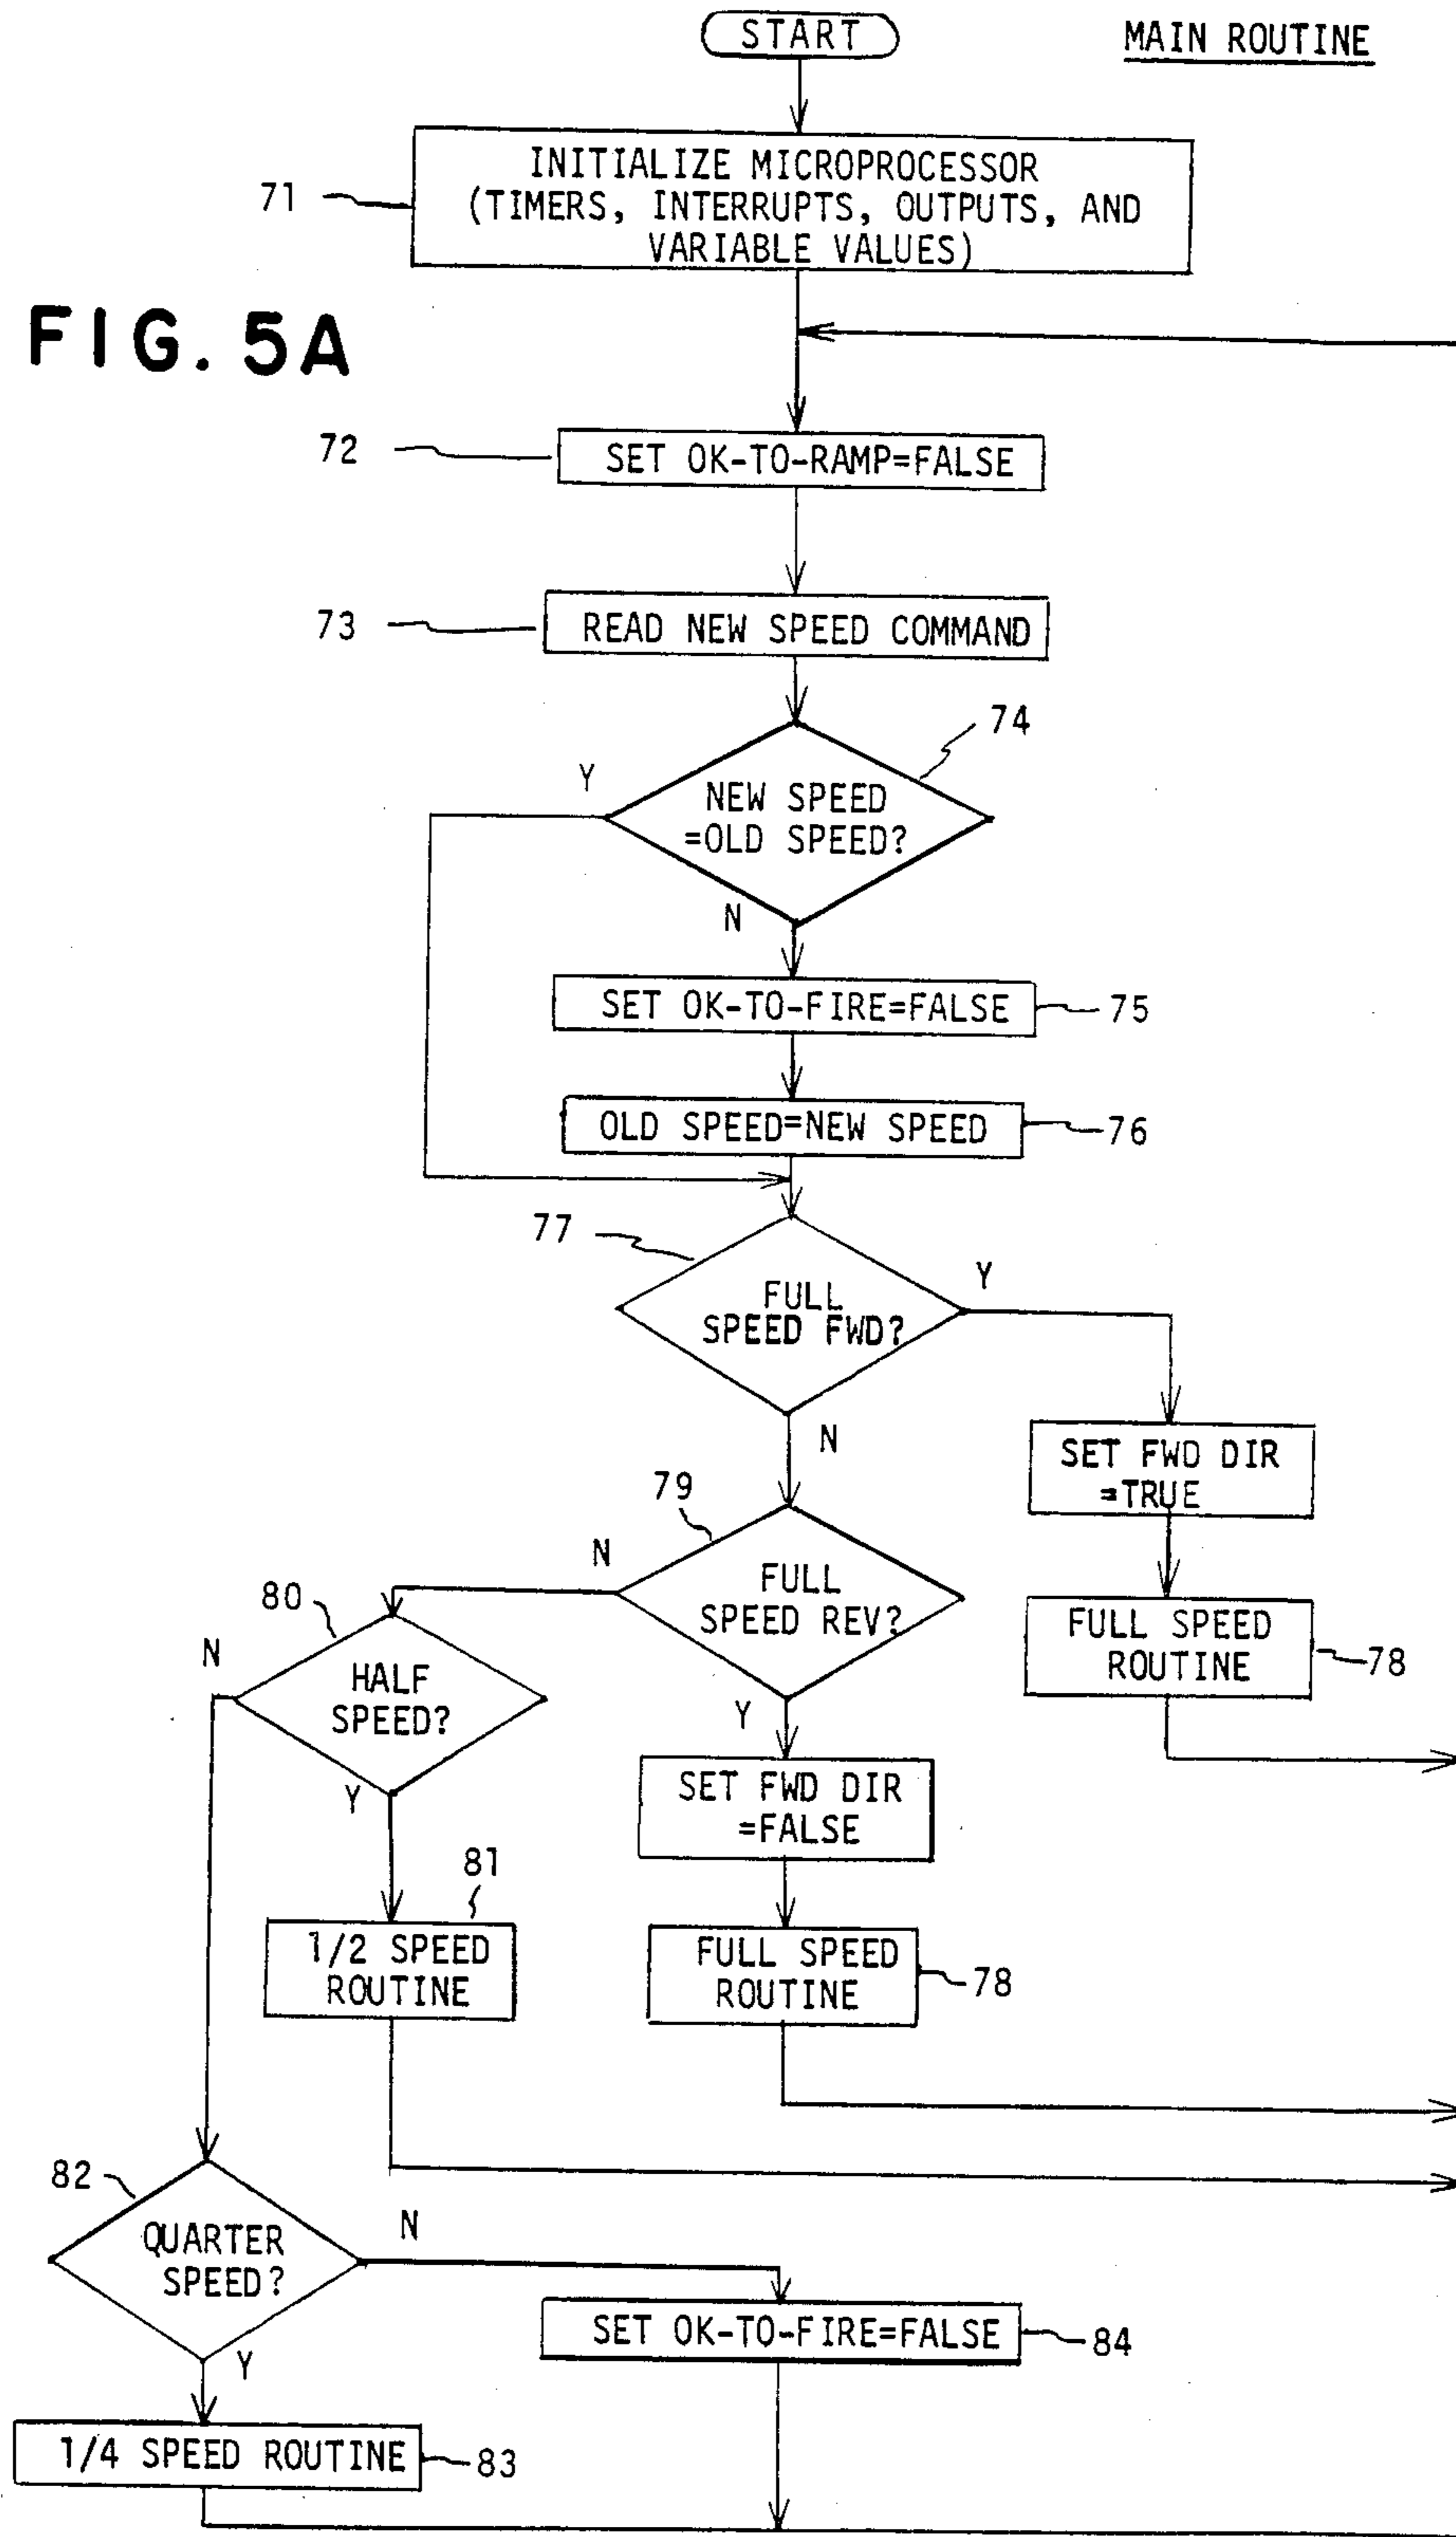 START
MAIN ROUTINE
71
INITIALIZE MICROPROCESSOR
(TIMERS, INTERRUPTS, OUTPUTS, AND
VARIABLE VALUES)
FIG. 5A
72
SET OK-TO-RAMP=FALSE
73
READ NEW SPEED COMMAND
74
Y
NEW SPEED
=OLD SPEED?
N
SET OK-TO-FIRE=FALSE
75
OLD SPEED=NEW SPEED
76
77
Y
FULL
SPEED FWD?
N
SET FWD DIR
=TRUE
79
N
FULL
SPEED REV?
FULL SPEED
ROUTINE
78
80
N
HALF
SPEED?
Y
Y
SET FWD DIR
=FALSE
81
1/2 SPEED
ROUTINE
FULL SPEED
ROUTINE
78
82
N
QUARTER
SPEED?
SET OK-TO-FIRE=FALSE
84
Y
1/4 SPEED ROUTINE
83